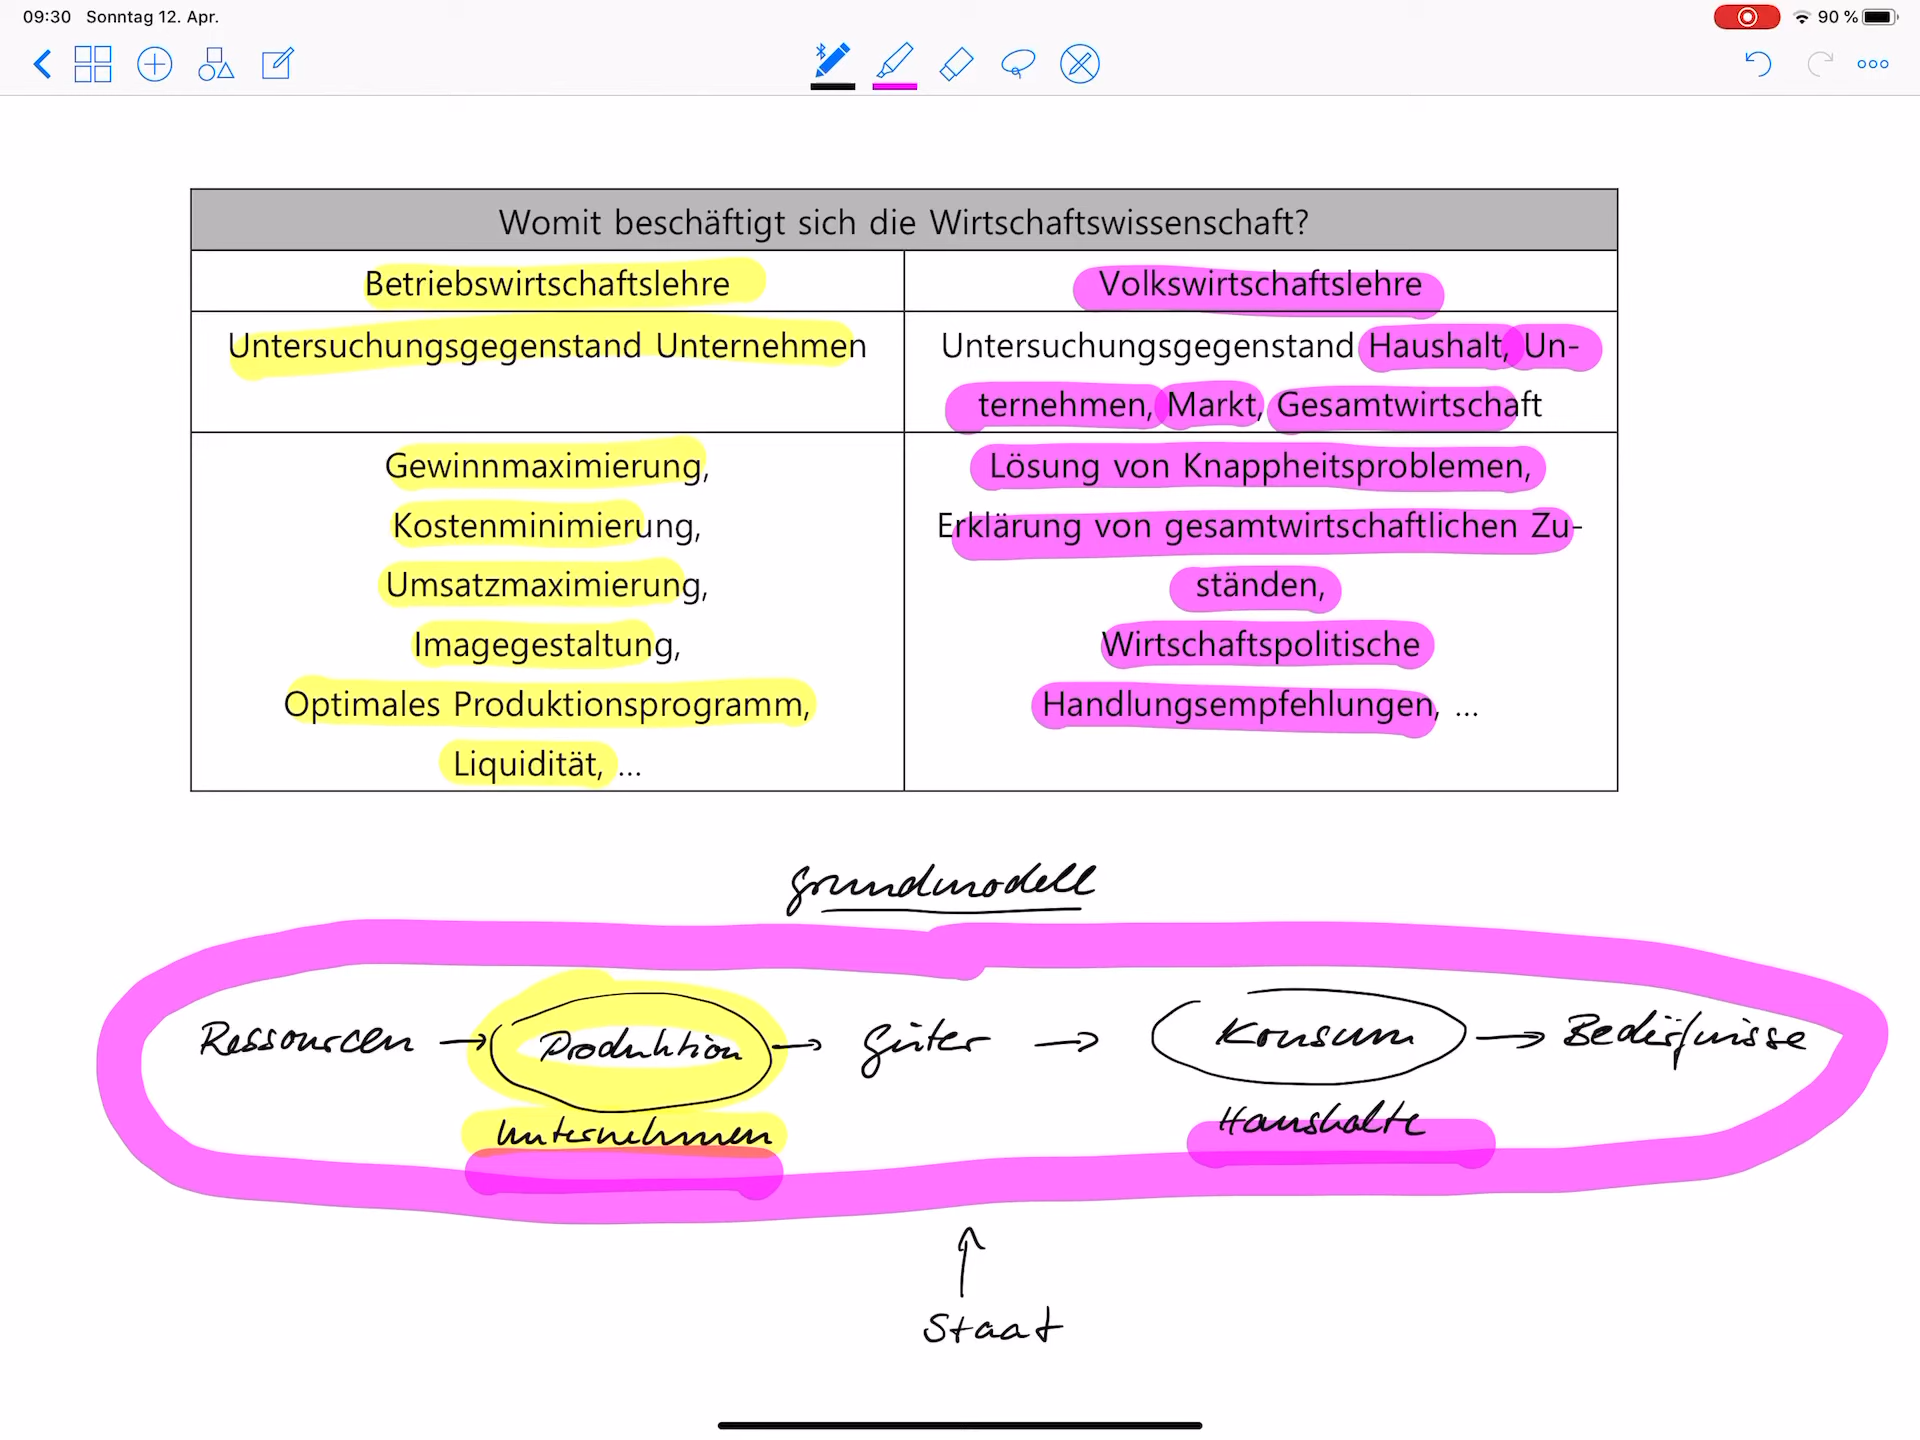 09:30 Sonntag 12. Apr.
90 %
Womit beschäftigt sich die Wirtschaftswissenschaft?
Betriebswirtschaftslehre
Volkswirtschaftslehre
Untersuchungsgegenstand Unternehmen
Untersuchungsgegenstand Haushalt, Un-
ternehmen, Markt, Gesamtwirtschaft
Gewinnmaximierung,
Kostenminimierung,
Umsatzmaximierung,
Imagegestaltung,
Optimales Produktionsprogramm,
Liquidität, ...
Lösung von Knappheitsproblemen,
Erklärung von gesamtwirtschaftlichen Zu-
ständen,
Wirtschaftspolitische
Handlungsempfehlungen, ...
Grundmodell
Ressourcen → Produktion → Güter → Konsum → Bedürfnisse
Unternehmen
Haushalte
Staat